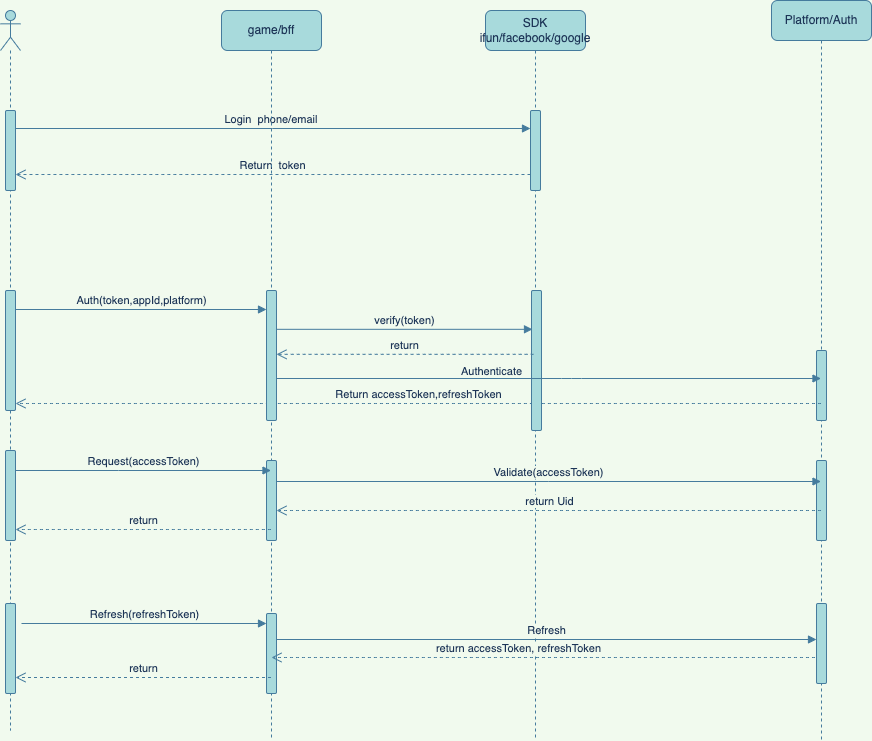 game/bff
SDK
ifun/facebook/google
Platform/Auth
Login  phone/email
Return  token
Auth(token,appId,platform)
verify(token)
return
Authenticate
Return accessToken,refreshToken
Request(accessToken)
Validate(accessToken)
return Uid
return
Refresh(refreshToken)
Refresh
return accessToken, refreshToken
return